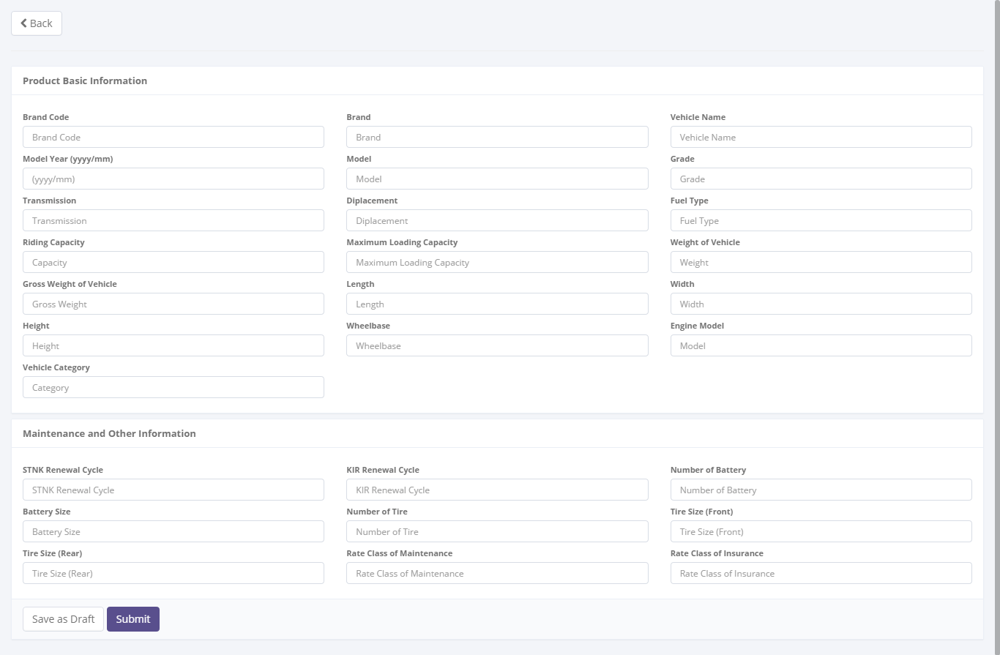 Back
Product Basic Information
Brand Code Brand Vehicle Name
Brand Code Brand Vehicle Name
Model Year (yyyy/mm) Model Grade
(yyyy/mm) Model Grade
Transmission Diplacement Fuel Type
Transmission Diplacement Fuel Type
Riding Capacity Maximum Loading Capacity Weight of Vehicle
Capacity Maximum Loading Capacity Weight
Gross Weight of Vehicle Length Width
Gross Weight Length Width
Height Wheelbase Engine Model
Height Wheelbase Model
Vehicle Category
Category
Maintenance and Other Information
STNK Renewal Cycle KIR Renewal Cycle Number of Battery
STNK Renewal Cycle KIR Renewal Cycle Number of Battery
Battery Size Number of Tire Tire Size (Front)
Battery Size Number of Tire Tire Size (Front)
Tire Size (Rear) Rate Class of Maintenance Rate Class of Insurance
Tire Size (Rear) Rate Class of Maintenance Rate Class of Insurance
Save as Draft Submit